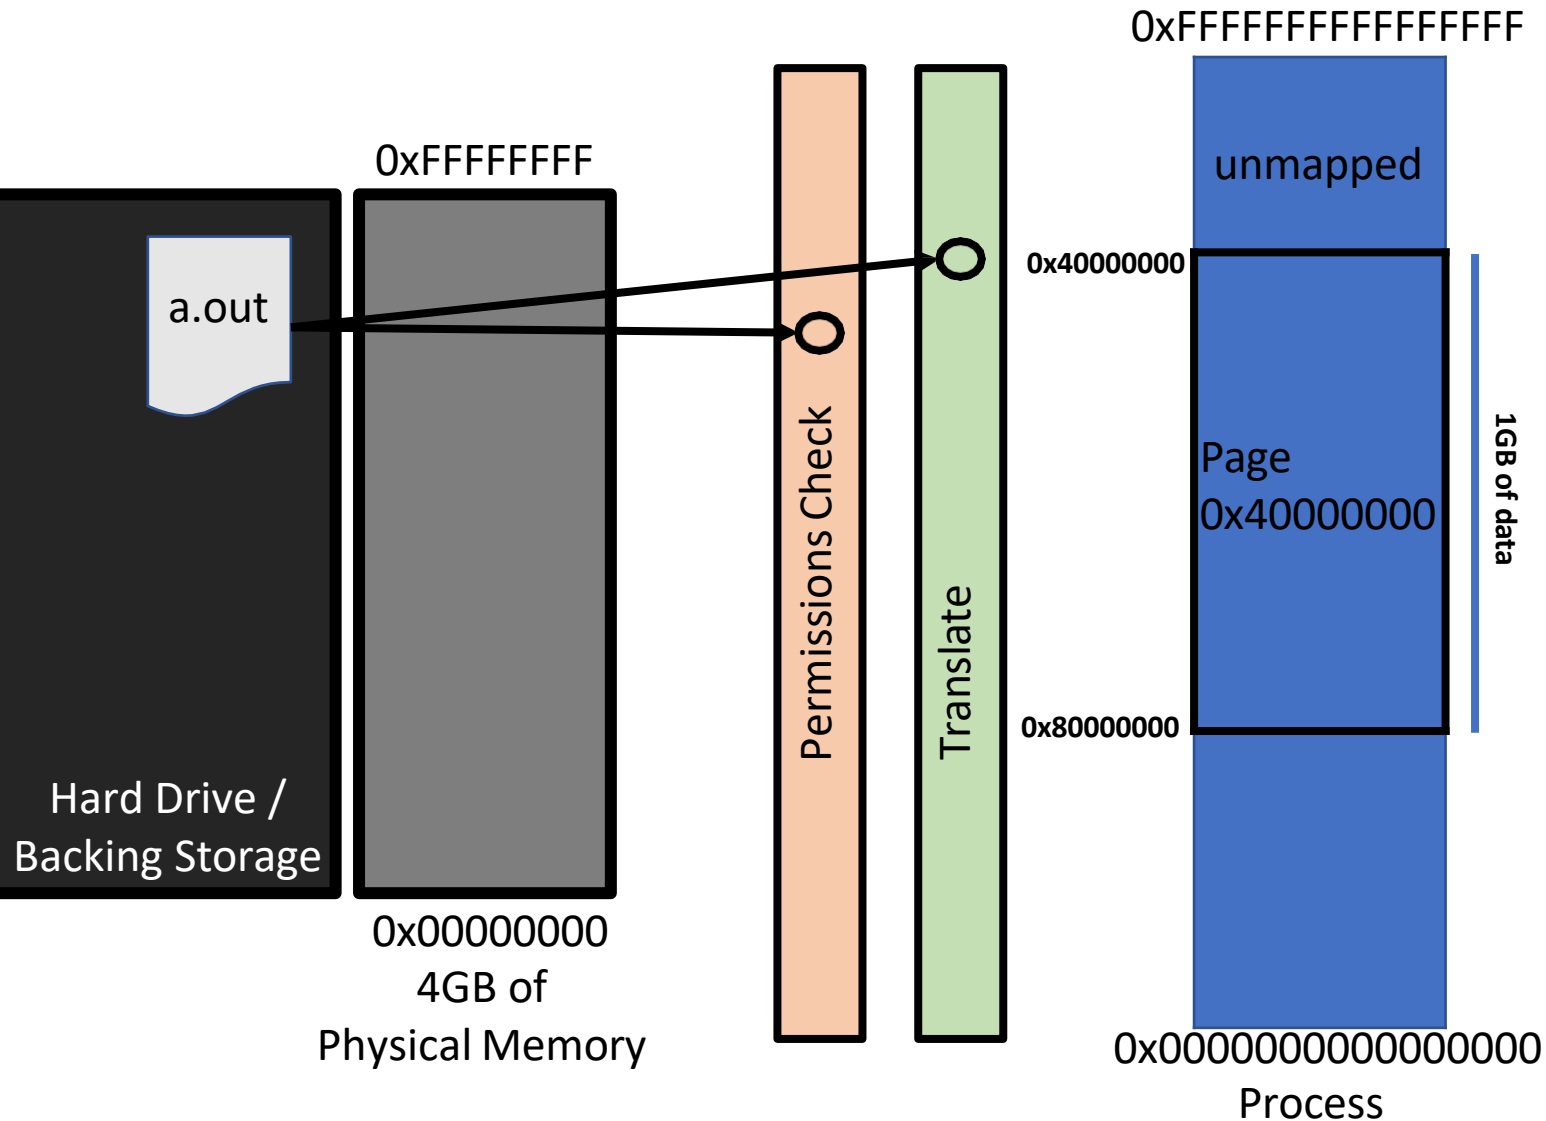 0xFFFFFFFFFFFFFFFF
0xFFFFFFFF
unmapped
a.out
0x40000000
Page
0x40000000
1GB of data
Permissions Check
Translate
0x80000000
Hard Drive /
Backing Storage
0x00000000
4GB of
Physical Memory
0x0000000000000000
Process